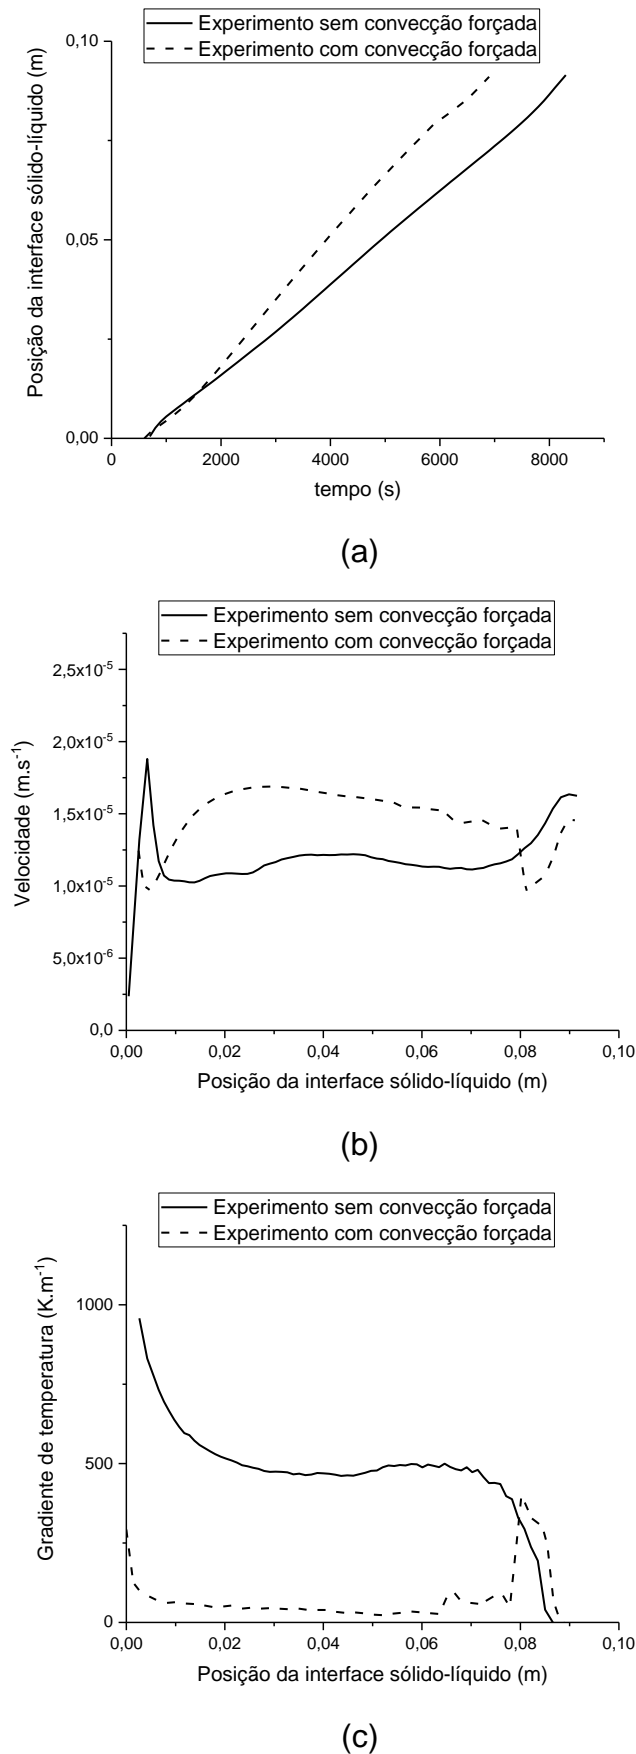 Experimento sem convecção forçada
Experimento com convecção forçada
Posição da interface sólido-líquido (m)
0,10
0,05
0,00
0 2000 4000 6000 8000
tempo (s)
(a)
Experimento sem convecção forçada
Experimento com convecção forçada
Velocidade (m.s⁻¹)
2,5x10⁻⁵
2,0x10⁻⁵
1,5x10⁻⁵
1,0x10⁻⁵
5,0x10⁻⁶
0,0
0,00 0,02 0,04 0,06 0,08 0,10
Posição da interface sólido-líquido (m)
(b)
Experimento sem convecção forçada
Experimento com convecção forçada
Gradiente de temperatura (K.m⁻¹)
1000
500
0
0,00 0,02 0,04 0,06 0,08 0,10
Posição da interface sólido-líquido (m)
(c)